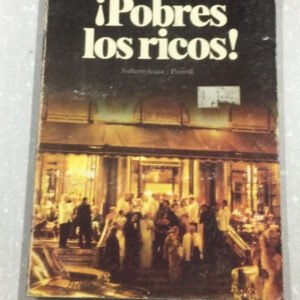 ¡Pobres
los ricos!
Sudamericana / Planeta